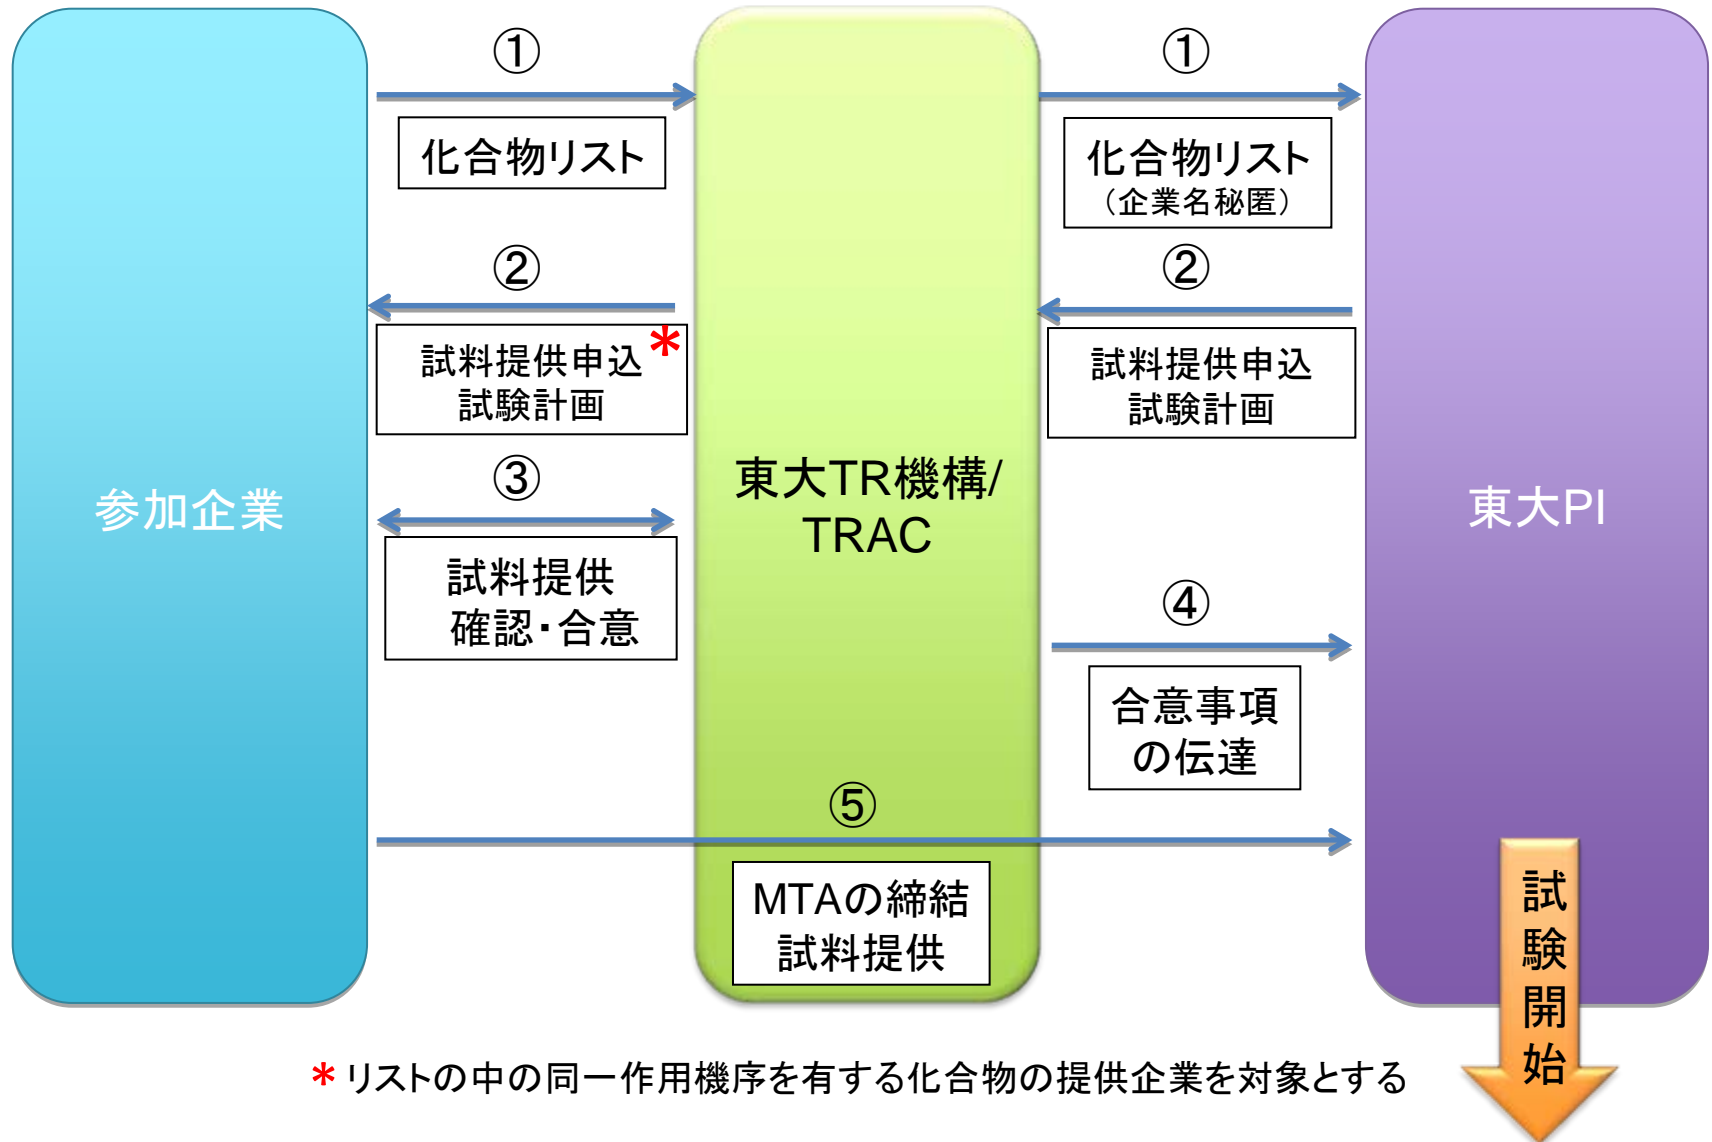 ①
①
化合物リスト
化合物リスト
（企業名秘匿）
②
②
試料提供申込*
試験計画
試料提供申込
試験計画
参加企業
③
試料提供
確認・合意
東大TR機構/
TRAC
東大PI
④
合意事項
の伝達
⑤
MTAの締結
試料提供
試験開始
* リストの中の同一作用機序を有する化合物の提供企業を対象とする